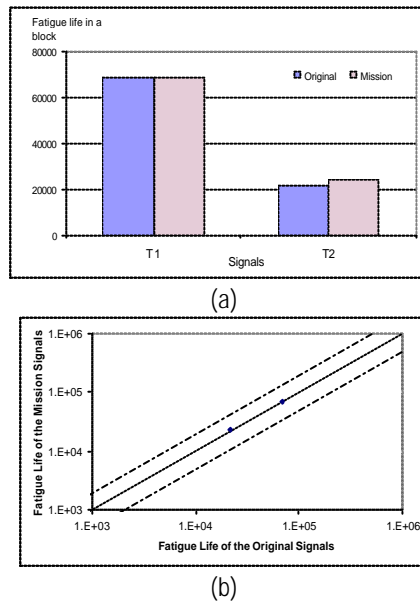 Fatigue life in a
block
80000
60000
40000
20000
0
Original
Mission
T1
T2
Signals
(a)
Fatigue Life of the Mission Signals
1.E+06
1.E+05
1.E+04
1.E+03
1.E+03
1.E+04
1.E+05
1.E+06
Fatigue Life of the Original Signals
(b)